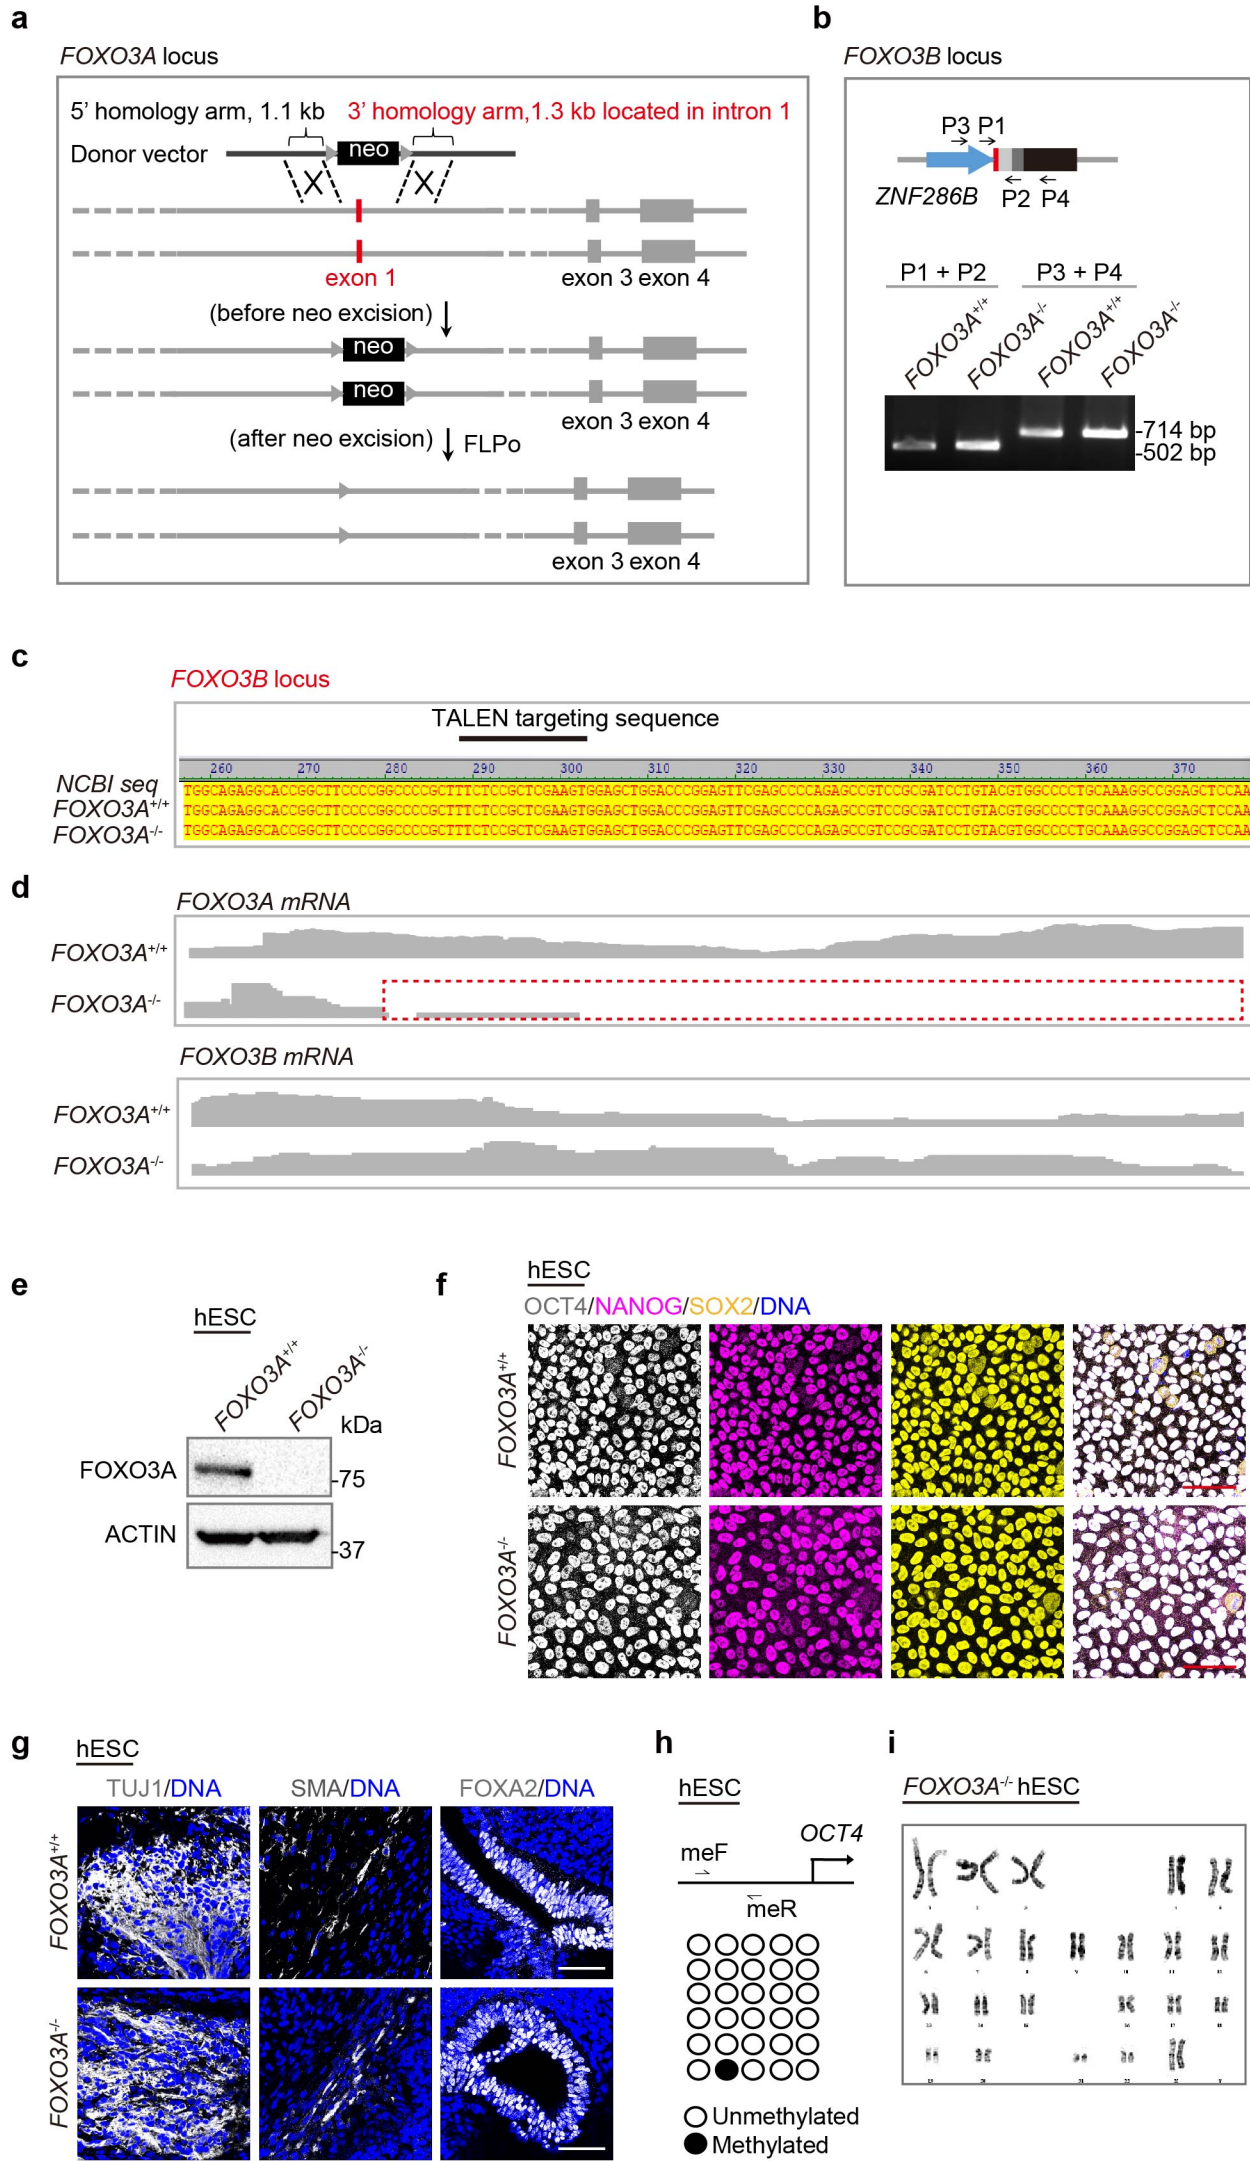 a
FOXO3A locus
5' homology arm, 1.1 kb
3' homology arm,1.3 kb located in intron 1
Donor vector
neo
exon 1
exon 3 exon 4
(before neo excision)
neo
neo
exon 3 exon 4
(after neo excision)
FLPo
exon 3 exon 4
b
FOXO3B locus
P3 P1
ZNF286B
P2 P4
P1 + P2
P3 + P4
FOXO3A+/+
FOXO3A-/-
FOXO3A+/+
FOXO3A-/-
-714 bp
-502 bp
c
FOXO3B locus
TALEN targeting sequence
260 270 280 290 300 310 320 330 340 350 360 370
NCBI seq
TGGCAGAGGCACCGGCTTCCCCCGGCCCCGCTTTCTCCGCTCGAAGTGGAGCTGGACCCGGAGTTCGAGCCCCAGAGCCGTCCGCGATCCTGTACGTGGCCCCTGCAAAGGCCGGAGCTCCAA
FOXO3A+/+
TGGCAGAGGCACCGGCTTCCCCCGGCCCCGCTTTCTCCGCTCGAAGTGGAGCTGGACCCGGAGTTCGAGCCCCAGAGCCGTCCGCGATCCTGTACGTGGCCCCTGCAAAGGCCGGAGCTCCAA
FOXO3A-/-
TGGCAGAGGCACCGGCTTCCCCCGGCCCCGCTTTCTCCGCTCGAAGTGGAGCTGGACCCGGAGTTCGAGCCCCAGAGCCGTCCGCGATCCTGTACGTGGCCCCTGCAAAGGCCGGAGCTCCAA
d
FOXO3A mRNA
FOXO3A+/+
FOXO3A-/-
FOXO3B mRNA
FOXO3A+/+
FOXO3A-/-
e
hESC
FOXO3A+/+
FOXO3A-/-
kDa
FOXO3A
-75
ACTIN
-37
f
hESC
OCT4/NANOG/SOX2/DNA
FOXO3A+/+
FOXO3A-/-
g
hESC
TUJ1/DNA
SMA/DNA
FOXA2/DNA
FOXO3A+/+
FOXO3A-/-
h
hESC
OCT4
meF
meR
Unmethylated
Methylated
i
FOXO3A-/- hESC